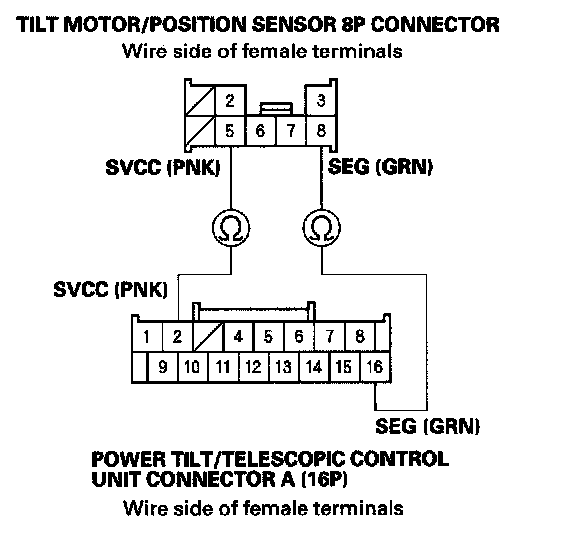 TILT MOTOR/POSITION SENSOR 8P CONNECTOR
Wire side of female terminals
2 3
5 6 7 8
SVCC (PNK) SEG (GRN)
Ω Ω
SVCC (PNK)
1 2 4 5 6 7 8
9 10 11 12 13 14 15 16
SEG (GRN)
POWER TILT/TELESCOPIC CONTROL
UNIT CONNECTOR A (16P)
Wire side of female terminals